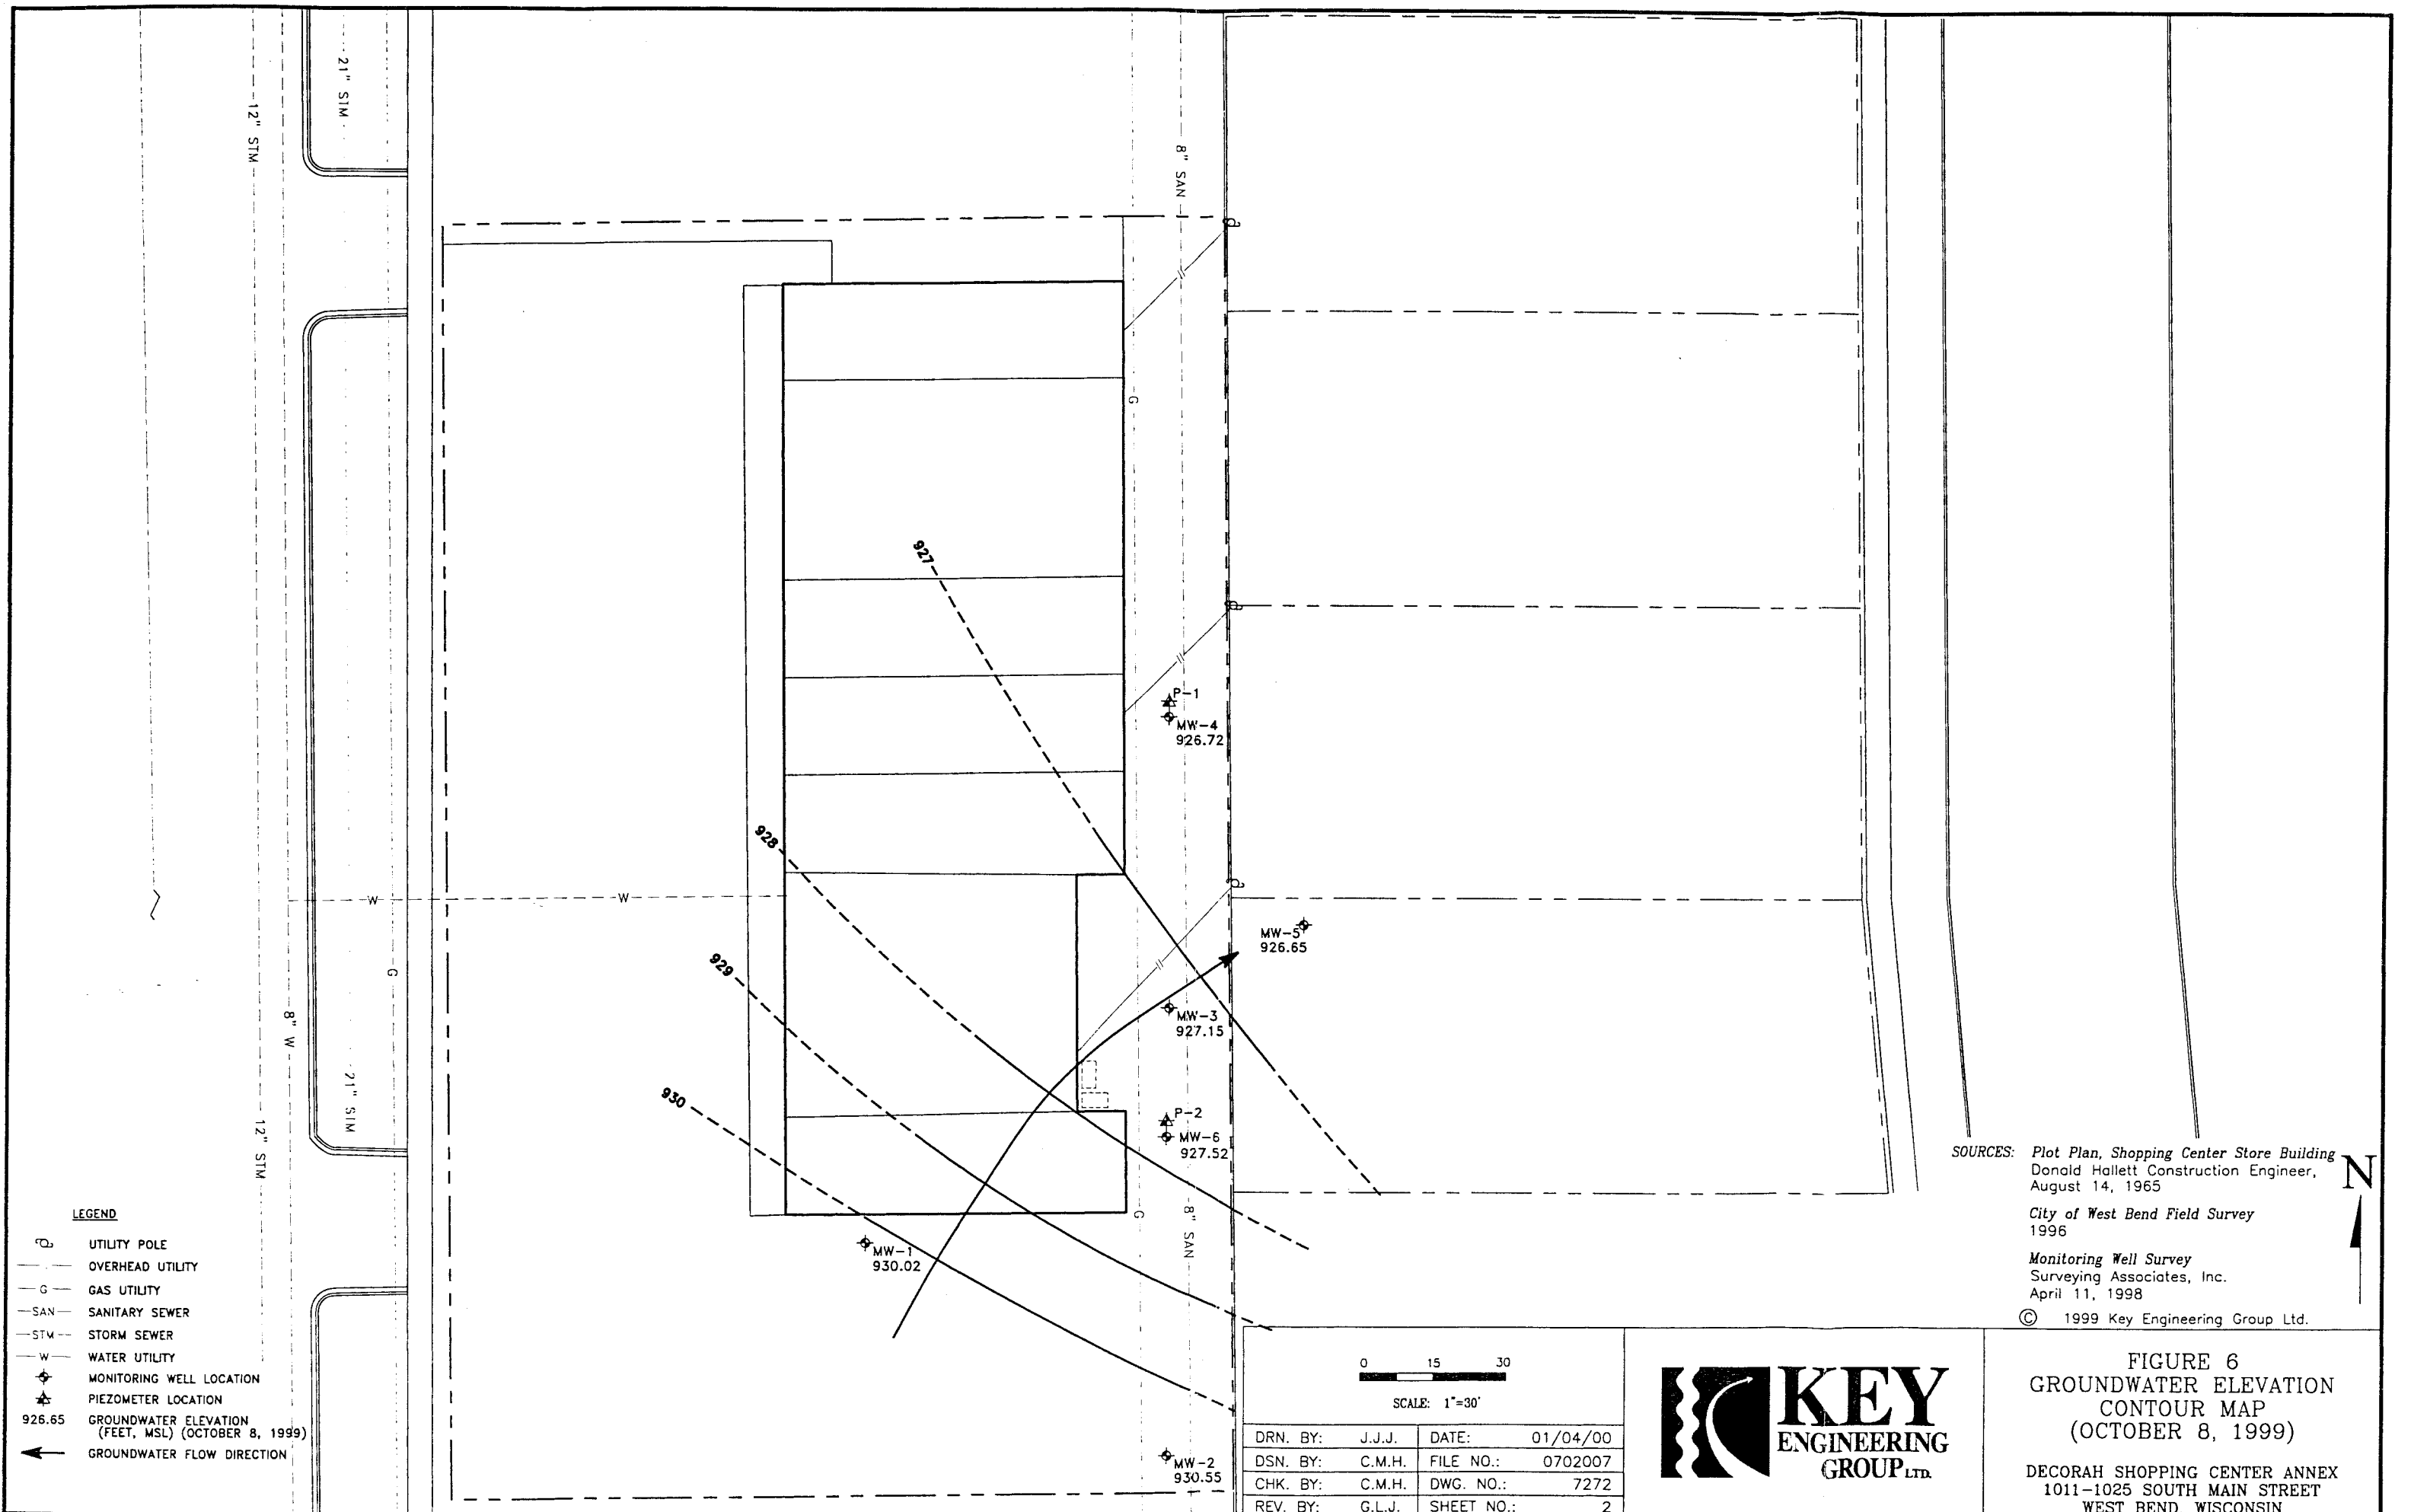 12" STM
21" STM
8" SAN
G
927
P-1
MW-4
926.72
928
W
W
929
MW-5
926.65
G
MW-3
927.15
8" W
21" STM
930
P-2
MW-6
927.52
12" STM
G
8" SAN
MW-1
930.02
MW-2
930.55
LEGEND
UTILITY POLE
OVERHEAD UTILITY
G GAS UTILITY
SAN SANITARY SEWER
STM STORM SEWER
W WATER UTILITY
MONITORING WELL LOCATION
PIEZOMETER LOCATION
926.65 GROUNDWATER ELEVATION
(FEET, MSL) (OCTOBER 8, 1999)
GROUNDWATER FLOW DIRECTION
SOURCES: Plot Plan, Shopping Center Store Building
Donald Hallett Construction Engineer,
August 14, 1965
City of West Bend Field Survey
1996
Monitoring Well Survey
Surveying Associates, Inc.
April 11, 1998
© 1999 Key Engineering Group Ltd.
N
0 15 30
SCALE: 1"=30'
DRN. BY: J.J.J. DATE: 01/04/00
DSN. BY: C.M.H. FILE NO.: 0702007
CHK. BY: C.M.H. DWG. NO.: 7272
REV. BY: G.L.J. SHEET NO.: 2
KEY
ENGINEERING
GROUP LTD.
FIGURE 6
GROUNDWATER ELEVATION
CONTOUR MAP
(OCTOBER 8, 1999)
DECORAH SHOPPING CENTER ANNEX
1011-1025 SOUTH MAIN STREET
WEST BEND, WISCONSIN